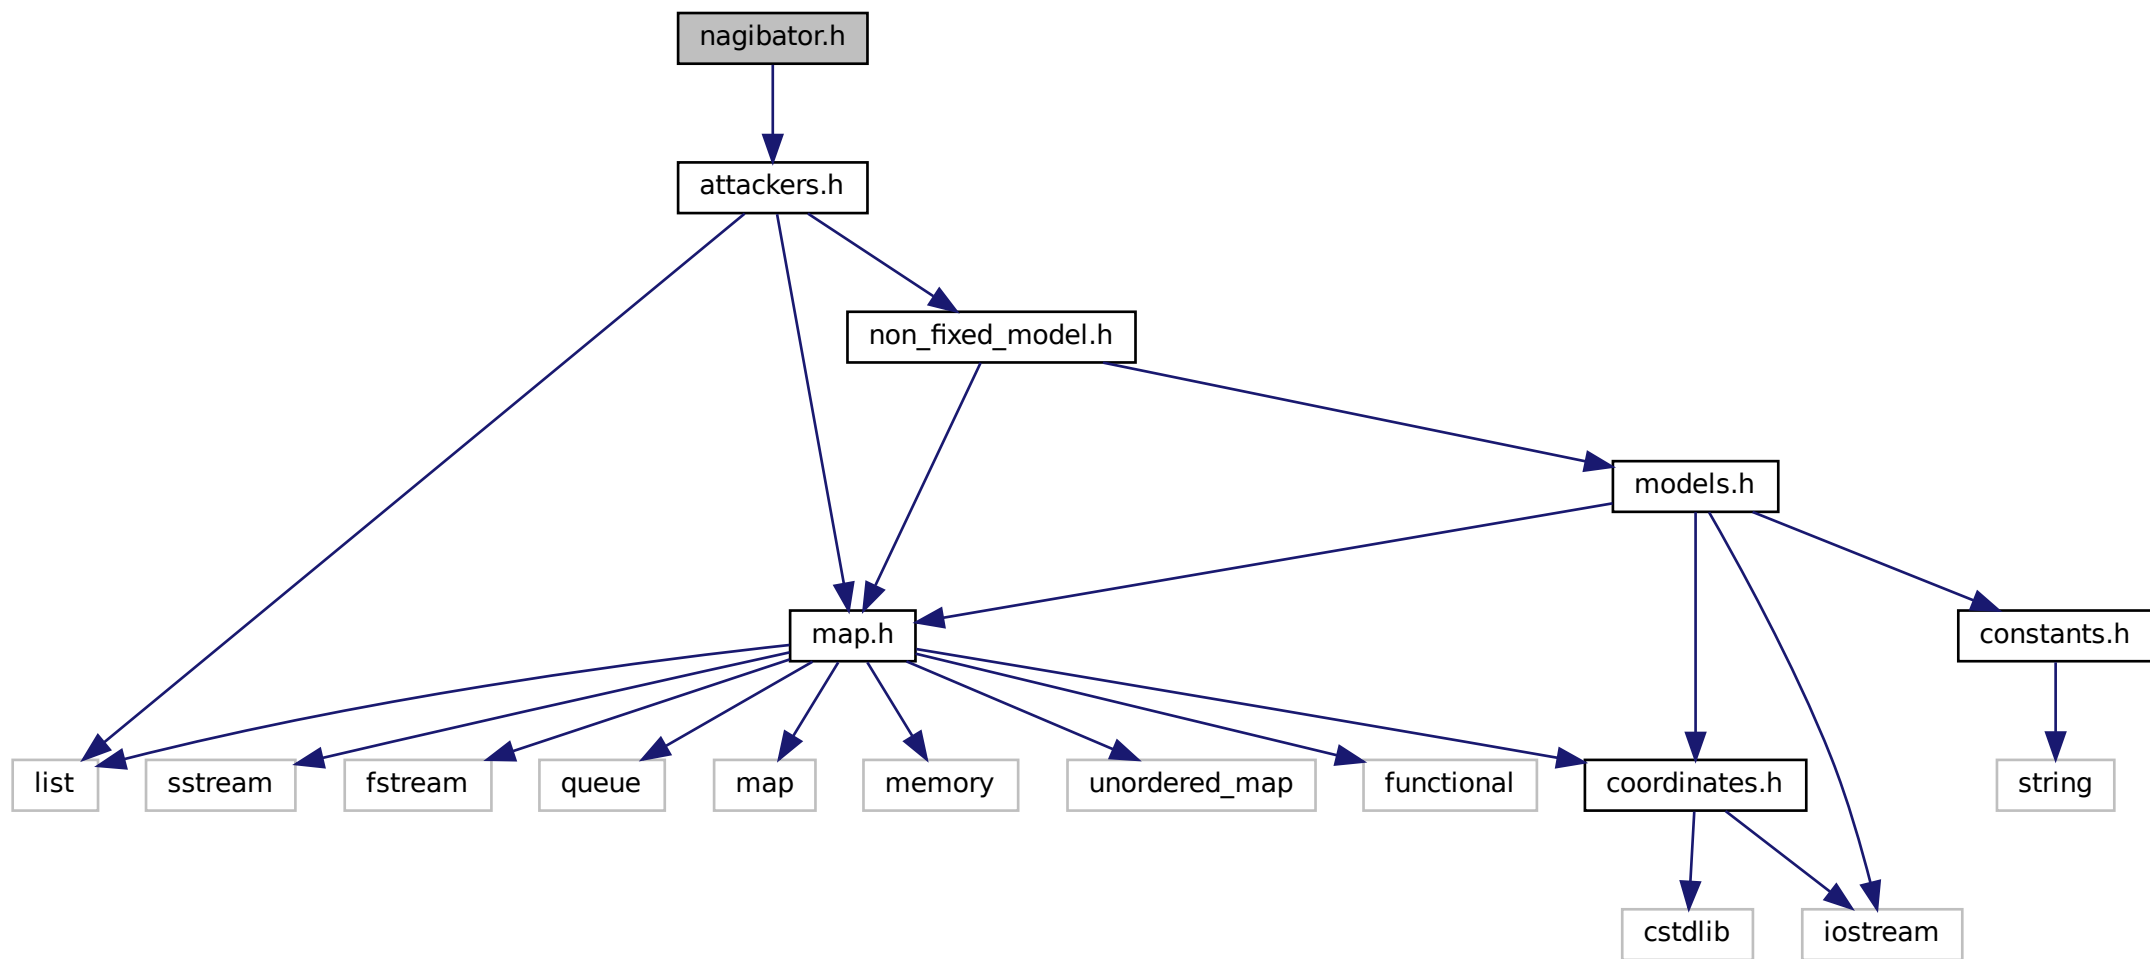 nagibator.h
attackers.h
non_fixed_model.h
models.h
map.h
constants.h
list
sstream
fstream
queue
map
memory
unordered_map
functional
coordinates.h
string
cstdlib
iostream